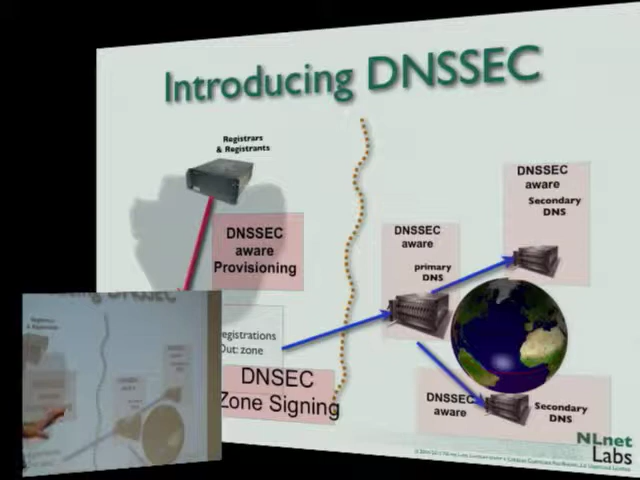 Introducing DNSSEC
Registrars
& Registrants
DNSSEC
aware
Provisioning
egistrations
Out: zone
DNSEC
Zone Signing
DNSSEC
aware
primary
DNS
DNSSEC
aware
Secondary
DNS
DNSSEC
aware
Secondary
DNS
NLnet
Labs